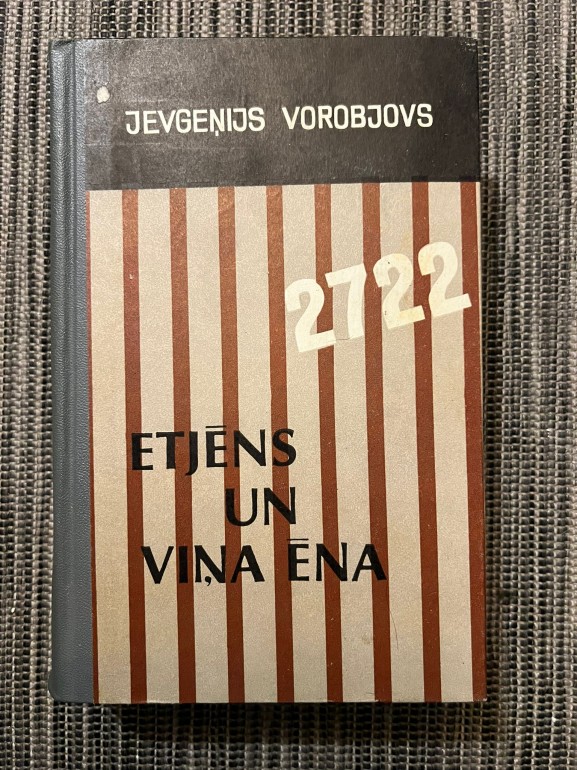 JEVGEŅIJS VOROBJOVS
2722
ETJĒNS
UN
VIŅA ĒNA